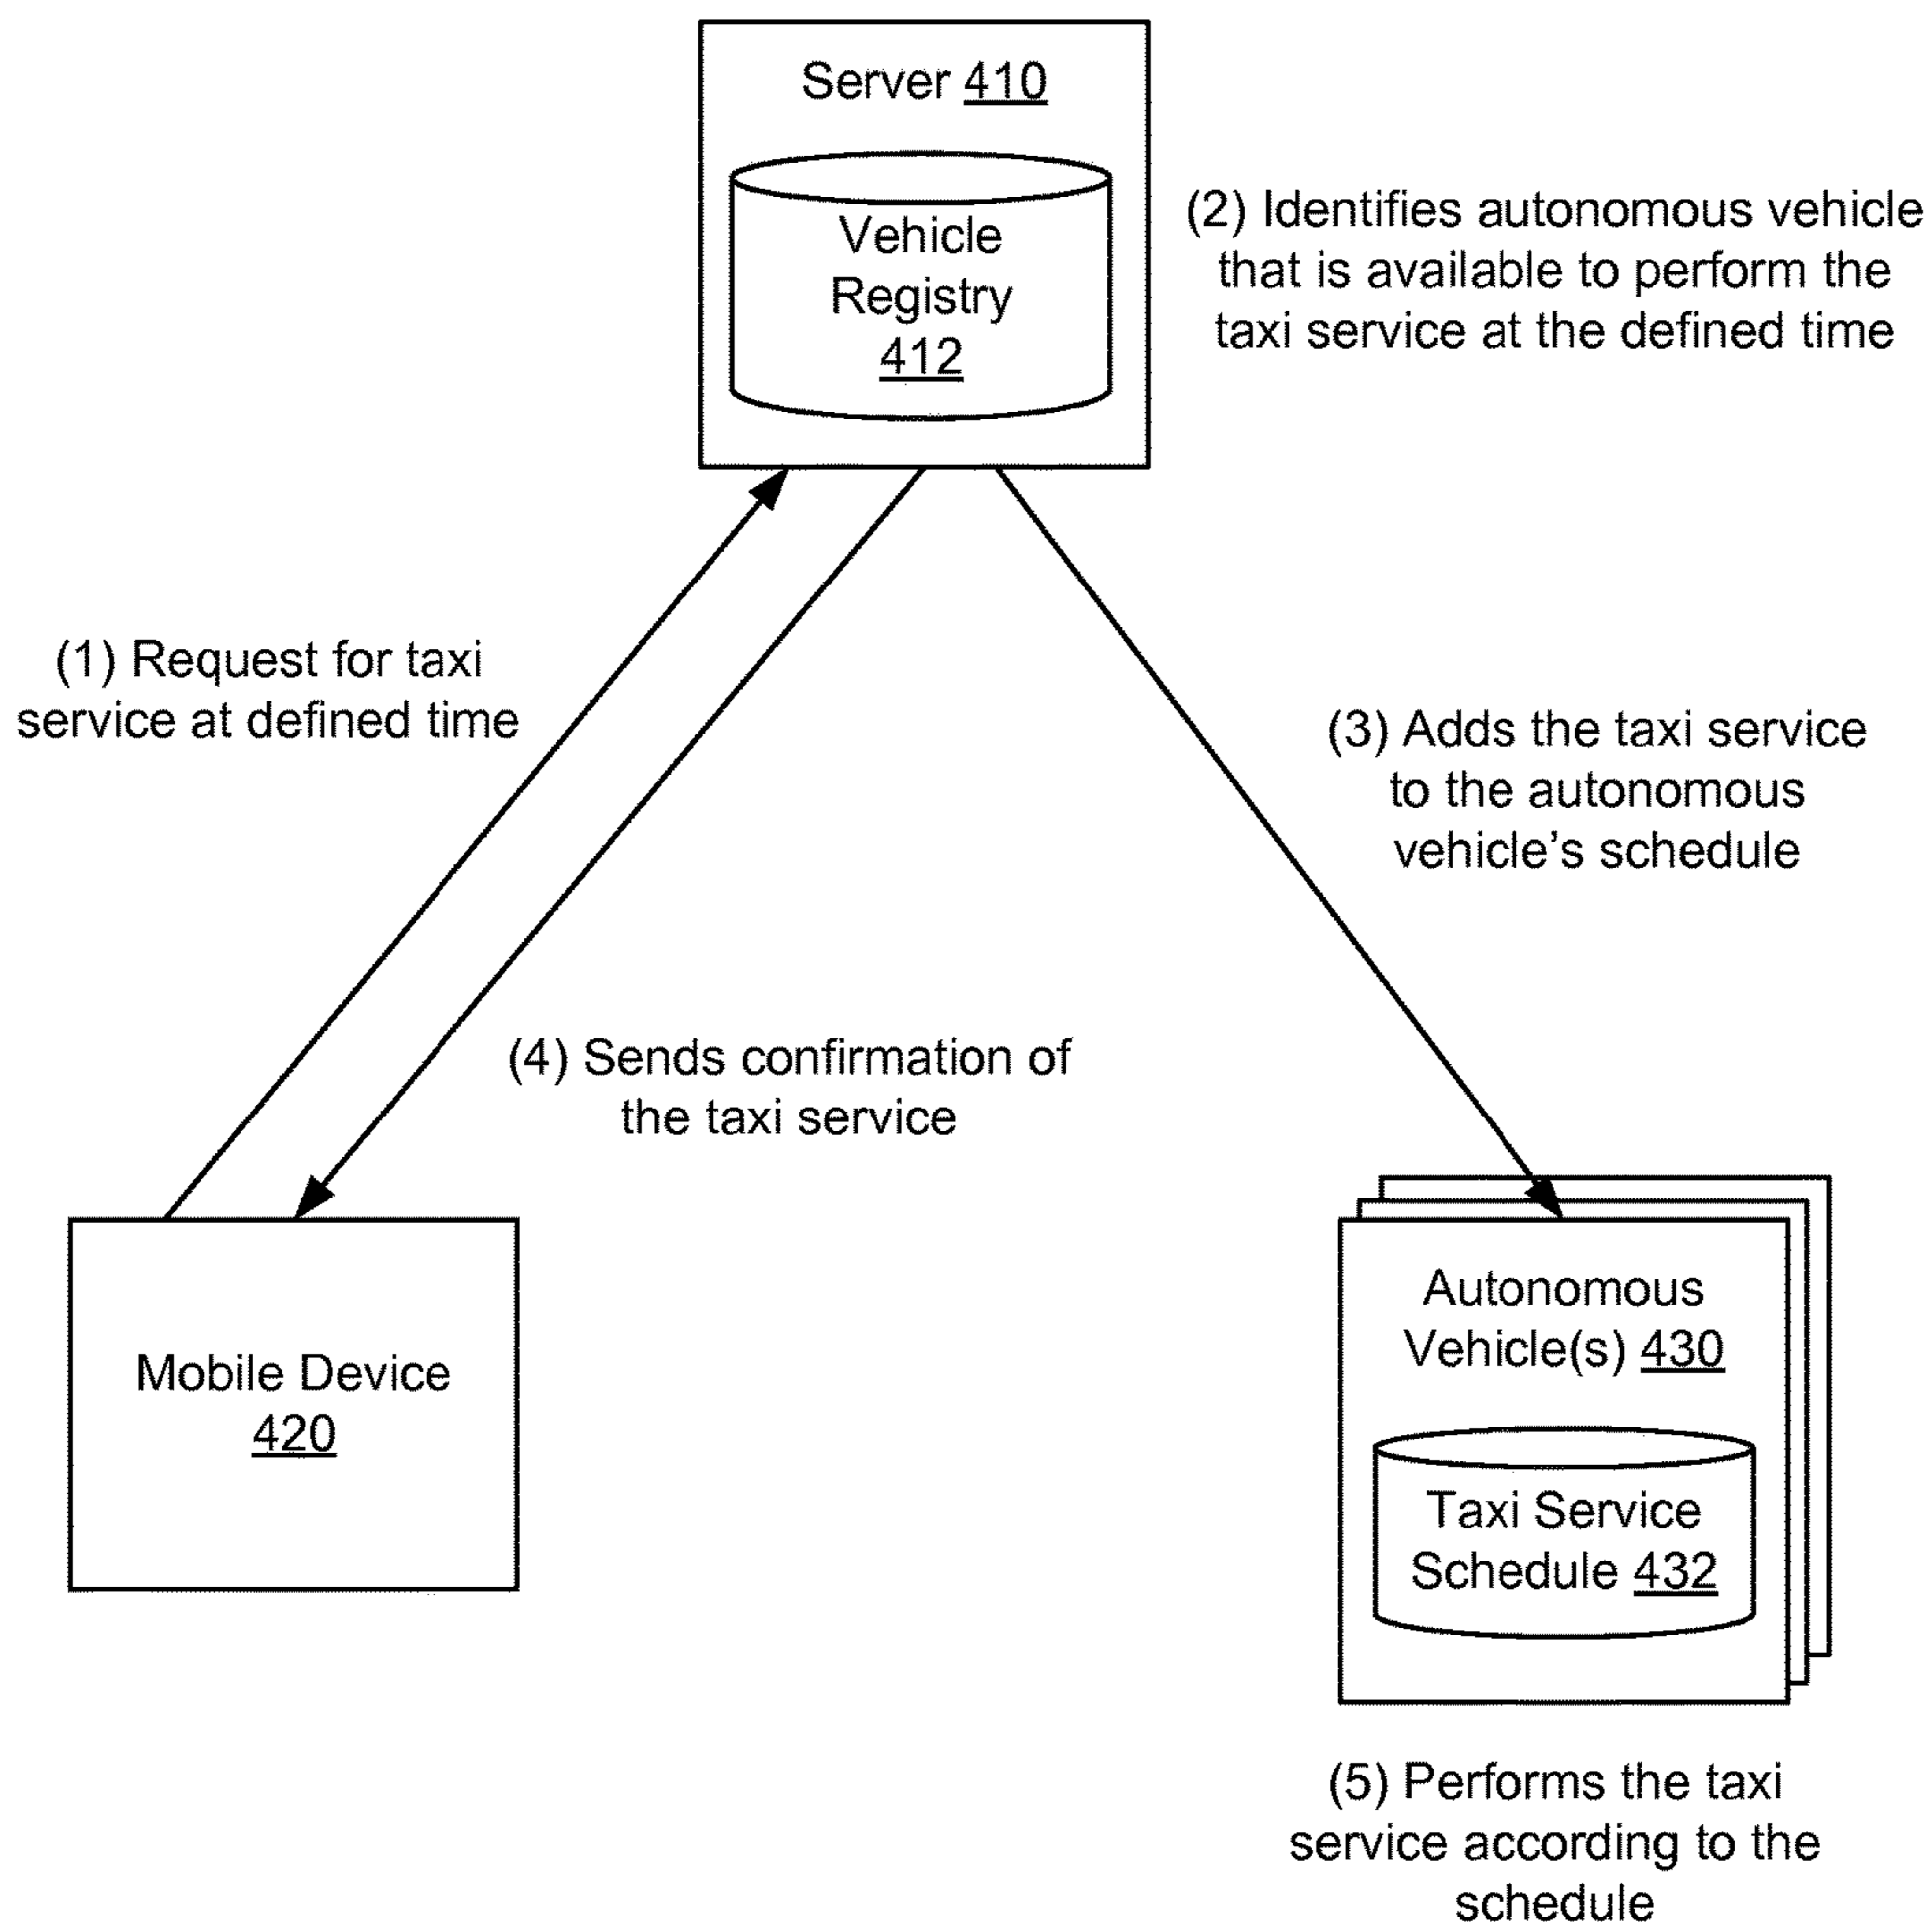 Server 410
Vehicle
Registry
412
(2) Identifies autonomous vehicle
that is available to perform the
taxi service at the defined time
(1) Request for taxi
service at defined time
(3) Adds the taxi service
to the autonomous
vehicle's schedule
(4) Sends confirmation of
the taxi service
Mobile Device
420
Autonomous
Vehicle(s) 430
Taxi Service
Schedule 432
(5) Performs the taxi
service according to the
schedule